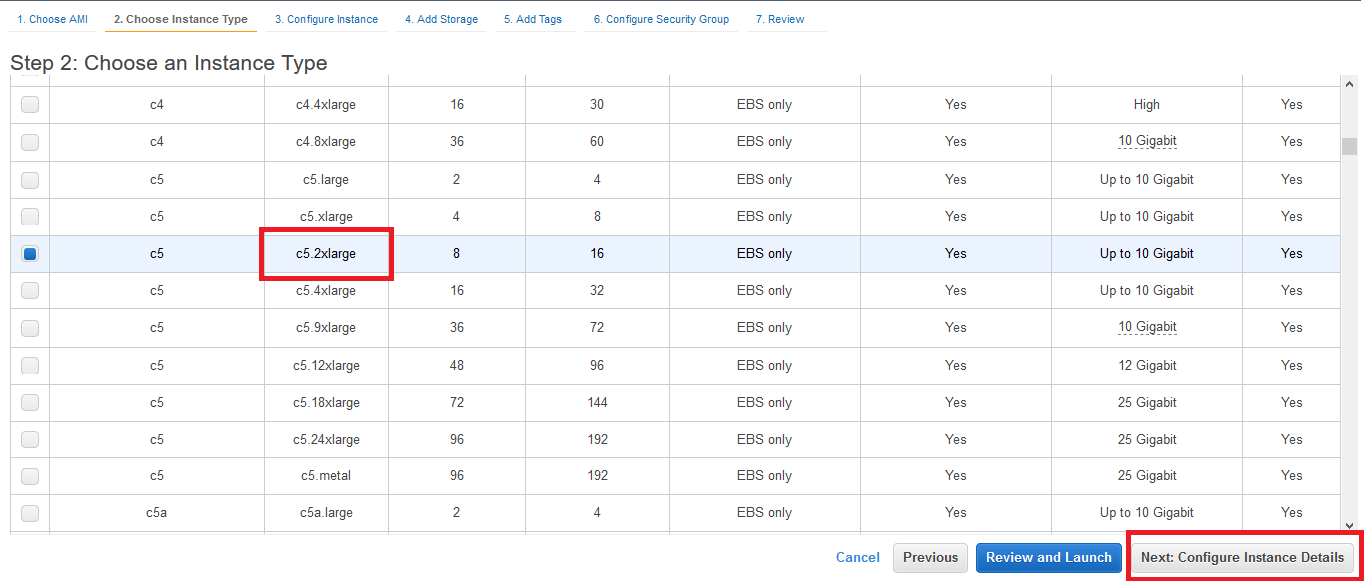 1. Choose AMI 2. Choose Instance Type 3. Configure Instance 4. Add Storage 5. Add Tags 6. Configure Security Group 7. Review
Step 2: Choose an Instance Type
c4 c4.4xlarge 16 30 EBS only Yes High Yes
c4 c4.8xlarge 36 60 EBS only Yes 10 Gigabit Yes
c5 c5.large 2 4 EBS only Yes Up to 10 Gigabit Yes
c5 c5.xlarge 4 8 EBS only Yes Up to 10 Gigabit Yes
c5 c5.2xlarge 8 16 EBS only Yes Up to 10 Gigabit Yes
c5 c5.4xlarge 16 32 EBS only Yes Up to 10 Gigabit Yes
c5 c5.9xlarge 36 72 EBS only Yes 10 Gigabit Yes
c5 c5.12xlarge 48 96 EBS only Yes 12 Gigabit Yes
c5 c5.18xlarge 72 144 EBS only Yes 25 Gigabit Yes
c5 c5.24xlarge 96 192 EBS only Yes 25 Gigabit Yes
c5 c5.metal 96 192 EBS only Yes 25 Gigabit Yes
c5a c5a.large 2 4 EBS only Yes Up to 10 Gigabit Yes
Cancel Previous Review and Launch Next: Configure Instance Details